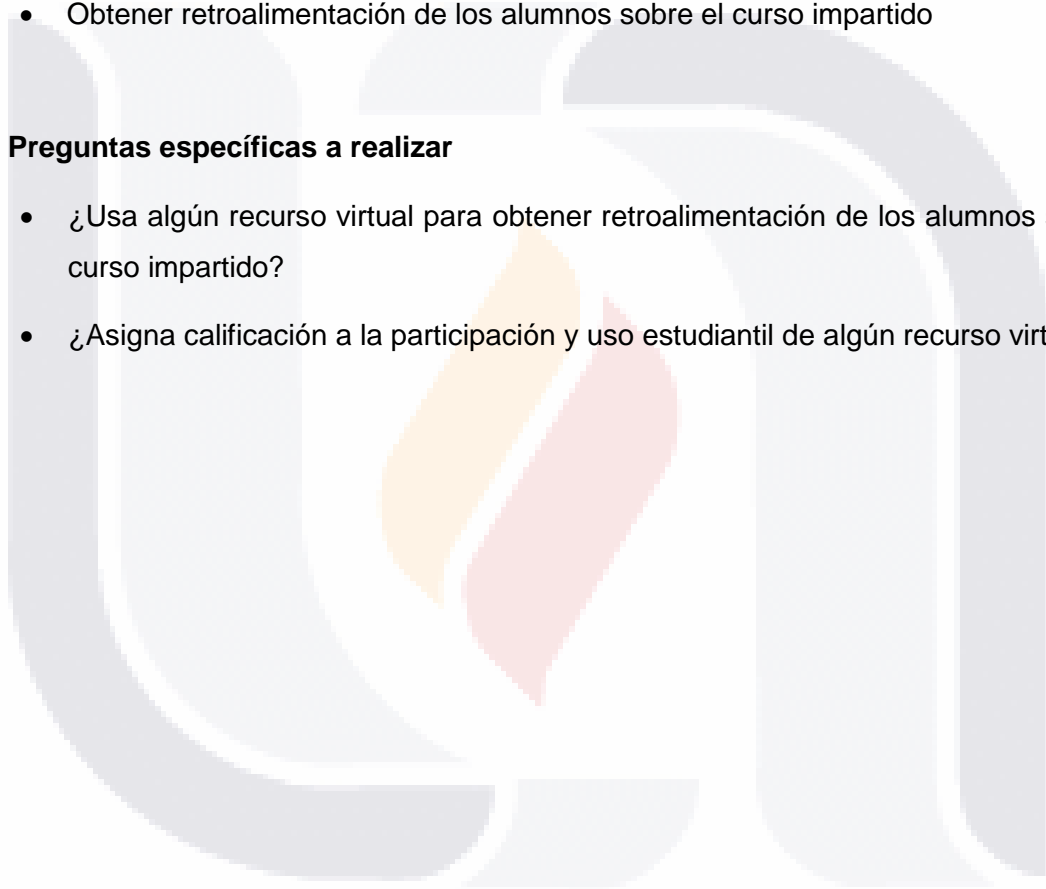 • Obtener retroalimentación de los alumnos sobre el curso impartido
Preguntas específicas a realizar
• ¿Usa algún recurso virtual para obtener retroalimentación de los alumnos
curso impartido?
• ¿Asigna calificación a la participación y uso estudiantil de algún recurso virt